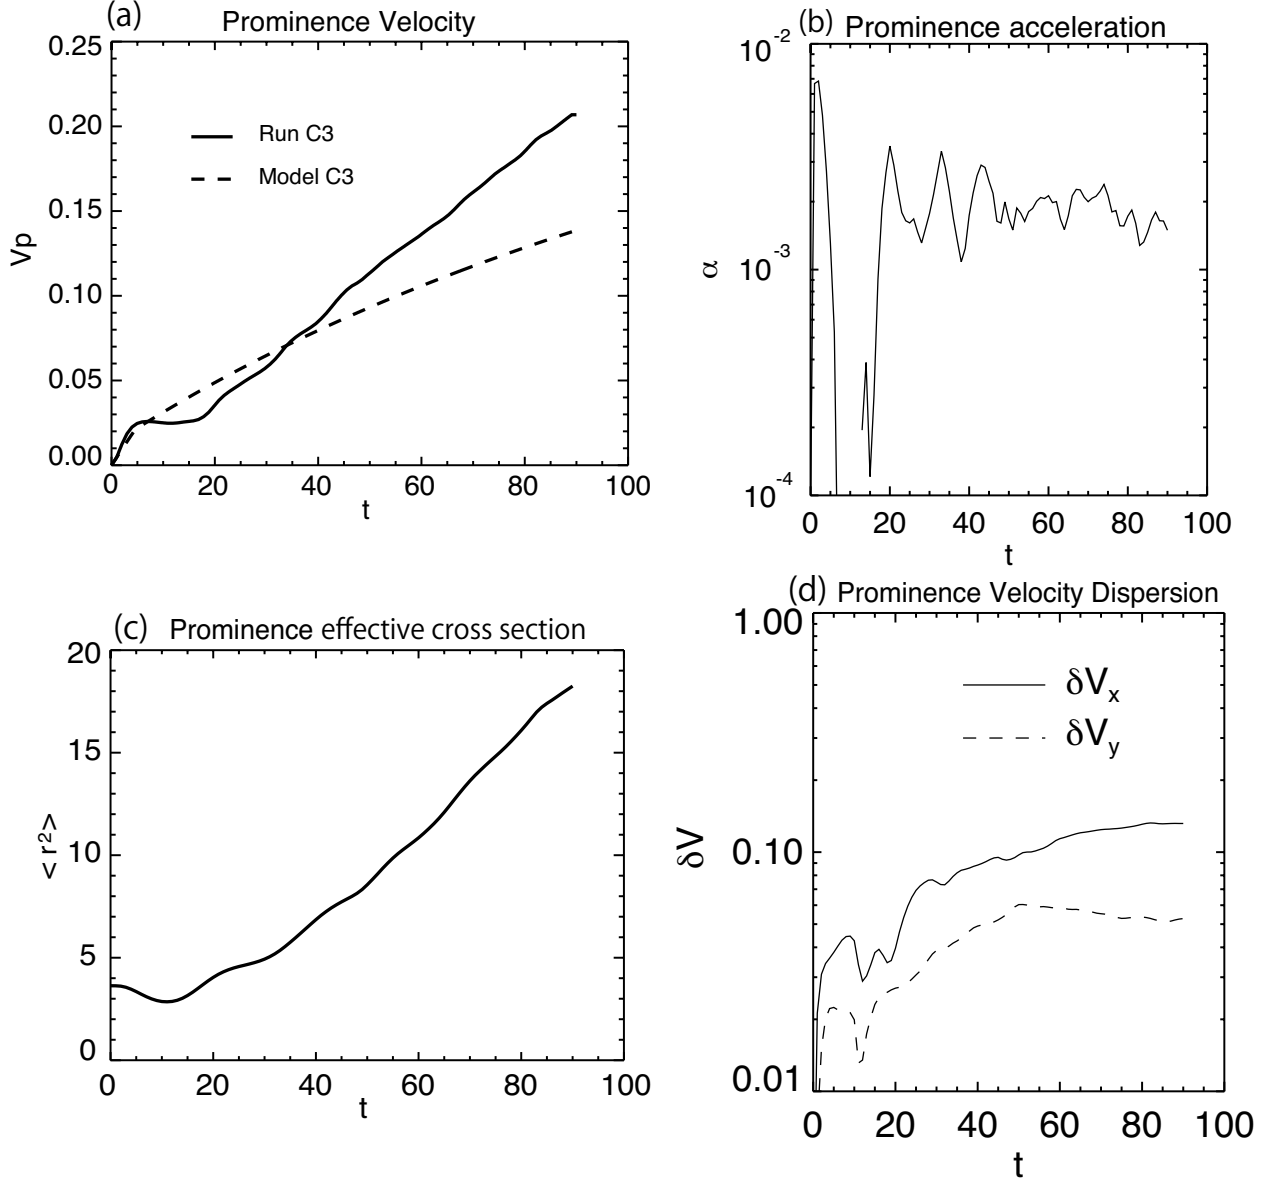 (a)
Prominence Velocity
0.25
0.20
0.15
0.10
0.05
0.00
Vp
Run C3
Model C3
0 20 40 60 80 100
t
(b) Prominence acceleration
10-2
10-3
10-4
α
0 20 40 60 80 100
t
(c) Prominence effective cross section
20
15
10
5
0
< r2>
0 20 40 60 80 100
t
(d) Prominence Velocity Dispersion
1.00
0.10
0.01
δV
δVx
δVy
0 20 40 60 80 100
t